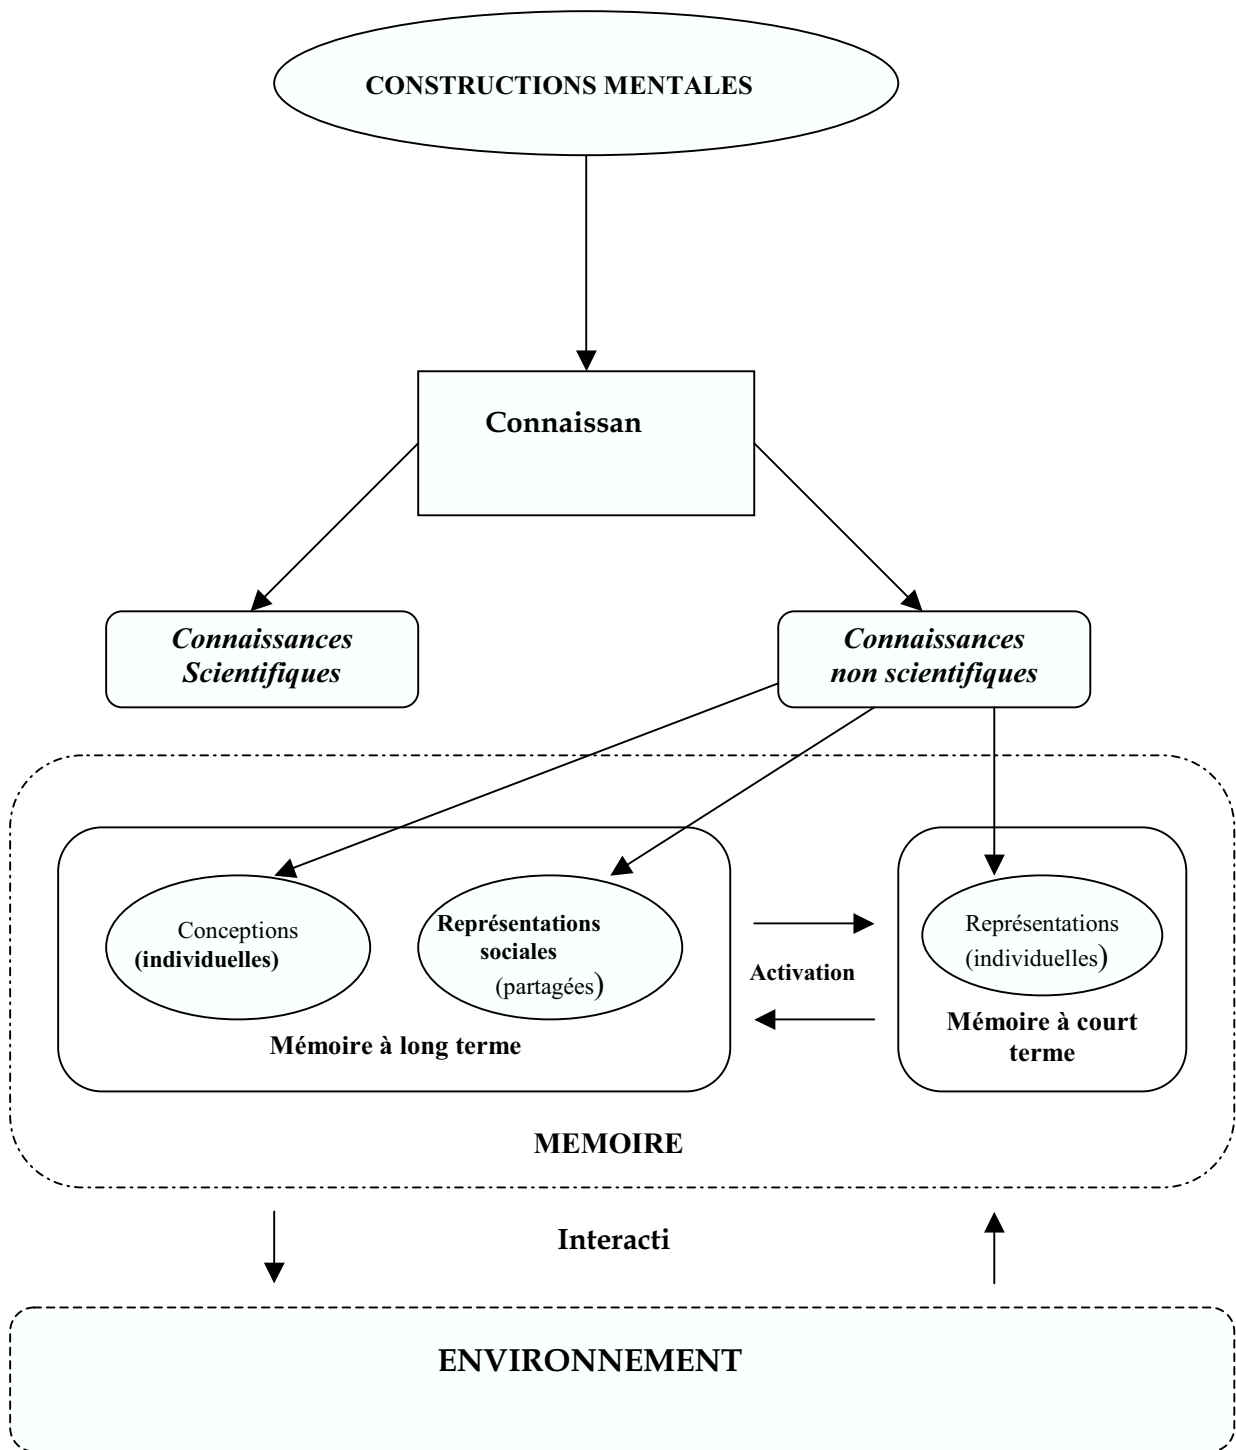 CONSTRUCTIONS MENTALES
Connaissan
Connaissances
Scientifiques
Connaissances
non scientifiques
Conceptions
(individuelles)
Représentations
sociales
(partagées)
Mémoire à long terme
Activation
Représentations
(individuelles)
Mémoire à court
terme
MEMOIRE
Interacti
ENVIRONNEMENT